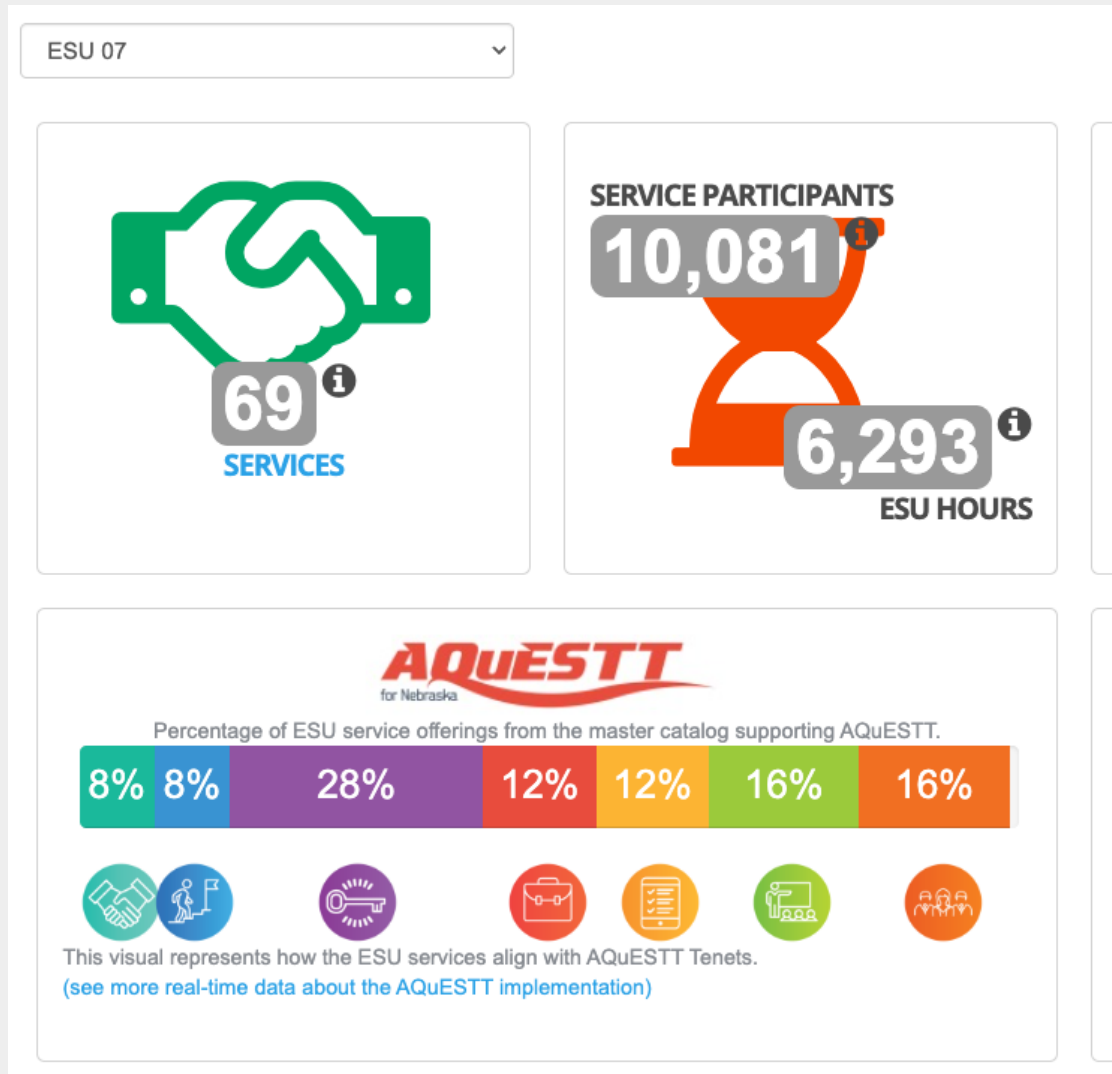 ESU 07
69
SERVICES
SERVICE PARTICIPANTS
10,081
6,293
ESU HOURS
AQuESTT
for Nebraska
Percentage of ESU service offerings from the master catalog supporting AQuESTT.
8% 8% 28% 12% 12% 16% 16%
This visual represents how the ESU services align with AQuESTT Tenets.
(see more real-time data about the AQuESTT implementation)